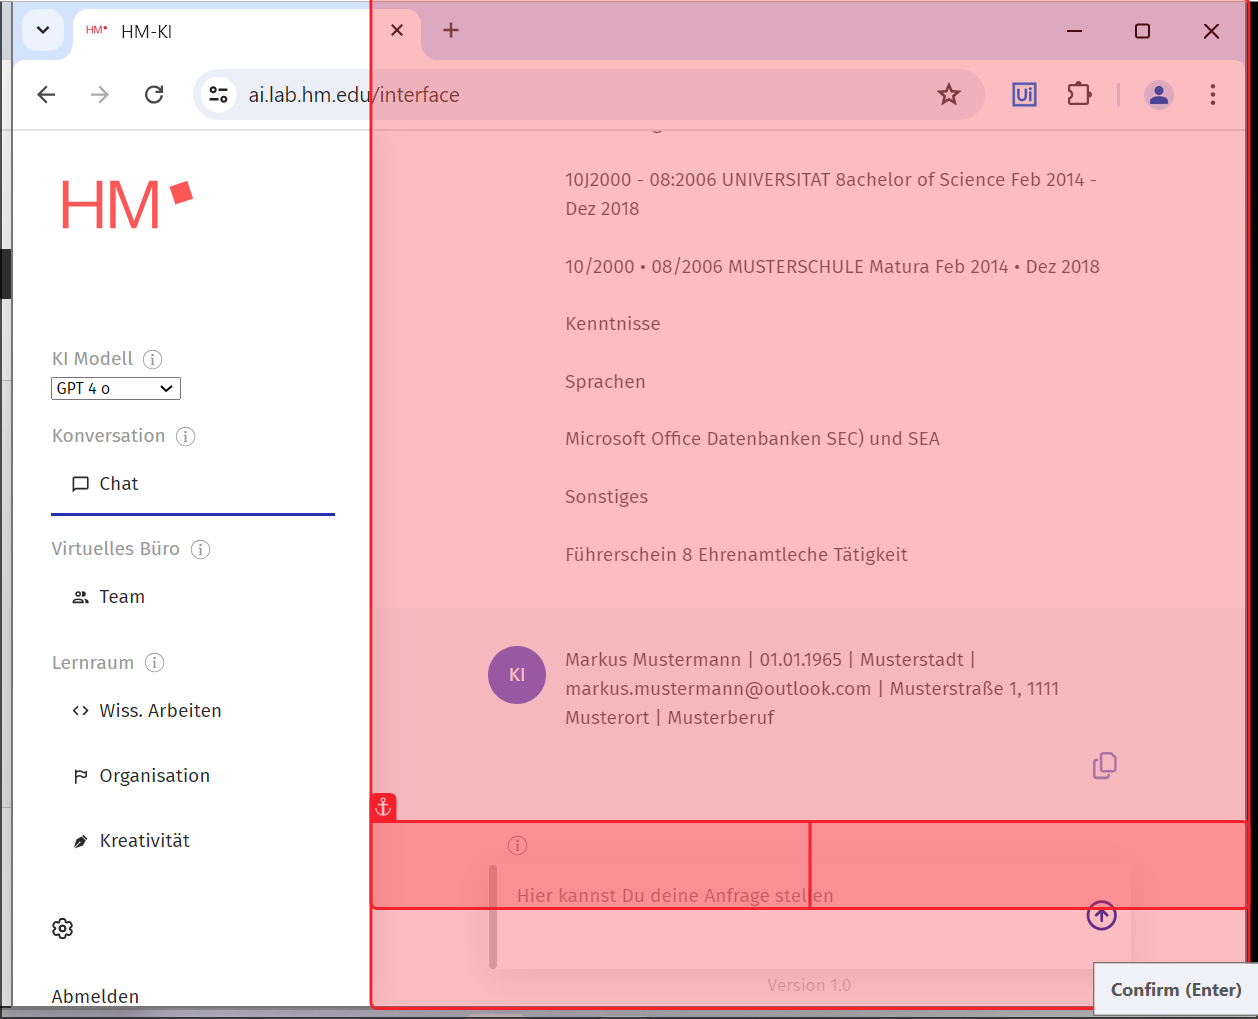 HM HM-KI
ai.lab.hm.edu/interface
Ui
HM
KI Modell
GPT 4 o
Konversation
Chat
Virtuelles Büro
Team
Lernraum
Wiss. Arbeiten
Organisation
Kreativität
Abmelden
10J2000 - 08:2006 UNIVERSITAT 8achelor of Science Feb 2014 -
Dez 2018
10/2000 • 08/2006 MUSTERSCHULE Matura Feb 2014 • Dez 2018
Kenntnisse
Sprachen
Microsoft Office Datenbanken SEC) und SEA
Sonstiges
Führerschein 8 Ehrenamtleche Tätigkeit
KI
Markus Mustermann | 01.01.1965 | Musterstadt |
markus.mustermann@outlook.com | Musterstraße 1, 1111
Musterort | Musterberuf
Hier kannst Du deine Anfrage stellen
Version 1.0
Confirm (Enter)